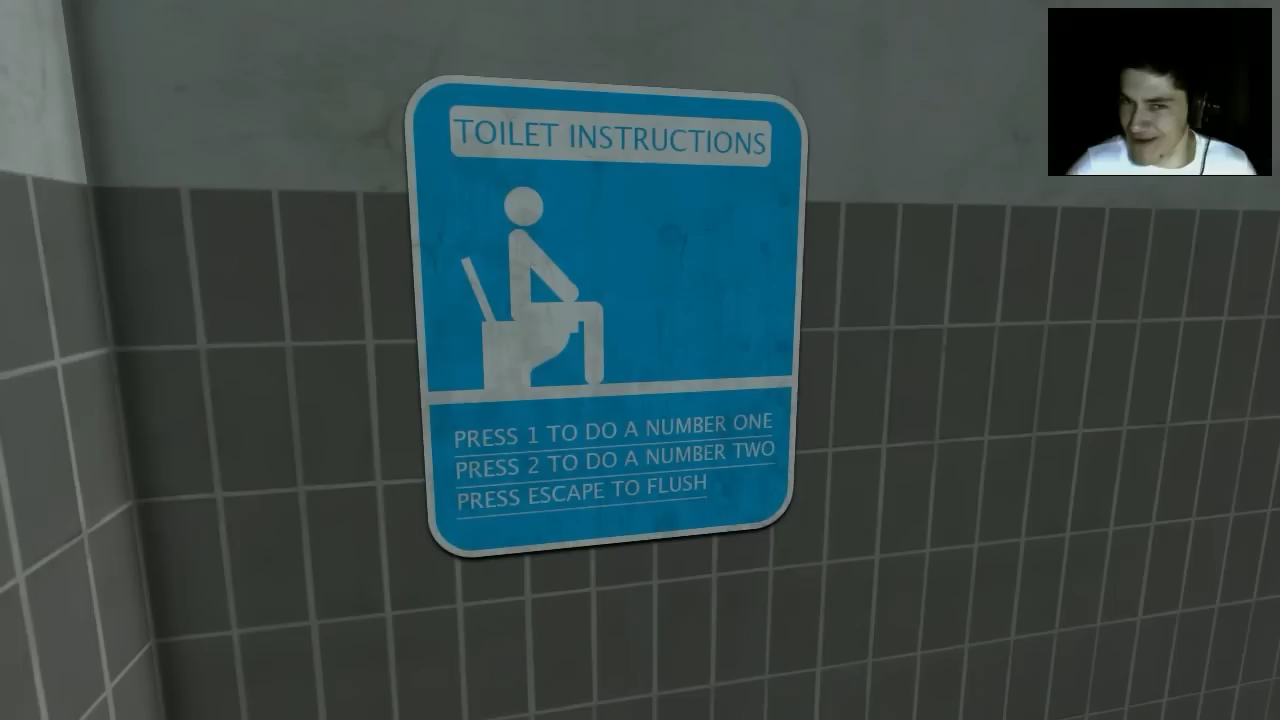 TOILET INSTRUCTIONS
PRESS 1 TO DO A NUMBER ONE
PRESS 2 TO DO A NUMBER TWO
PRESS ESCAPE TO FLUSH